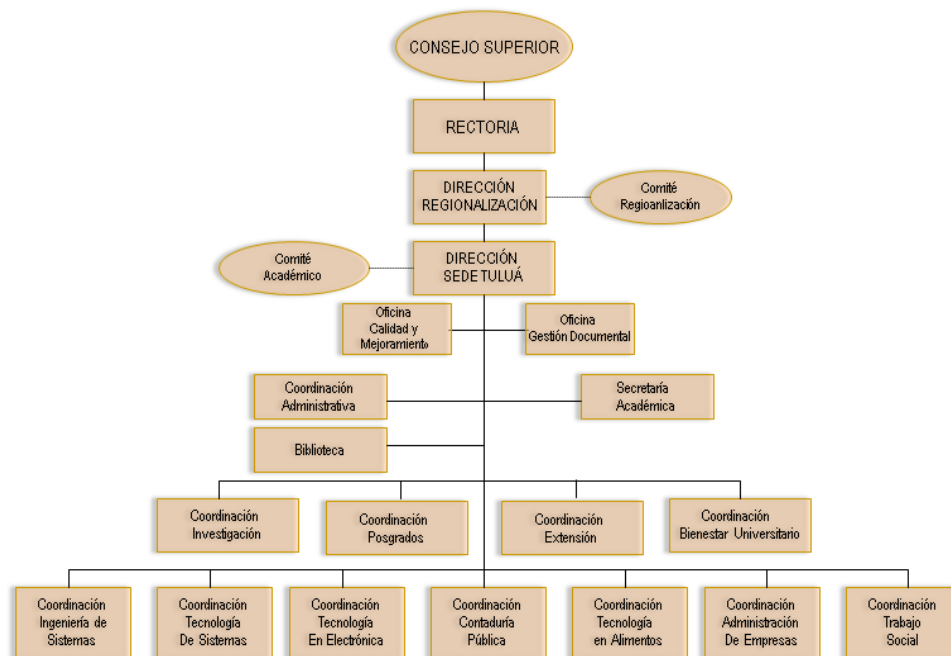 CONSEJO SUPERIOR
RECTORIA
DIRECCIÓN
REGIONALIZACIÓN
Comité
Regioanlización
Comité
Académico
DIRECCIÓN
SEDE TULUÁ
Oficina
Calidad y
Mejoramiento
Oficina
Gestión Documental
Coordinación
Administrativa
Secretaría
Académica
Biblioteca
Coordinación
Investigación
Coordinación
Posgrados
Coordinación
Extensión
Coordinación
Bienestar Universitario
Coordinación
Ingeniería de
Sistemas
Coordinación
Tecnología
De Sistemas
Coordinación
Tecnología
En Electrónica
Coordinación
Contaduría
Pública
Coordinación
Tecnología
en Alimentos
Coordinación
Administración
De Empresas
Coordinación
Trabajo
Social